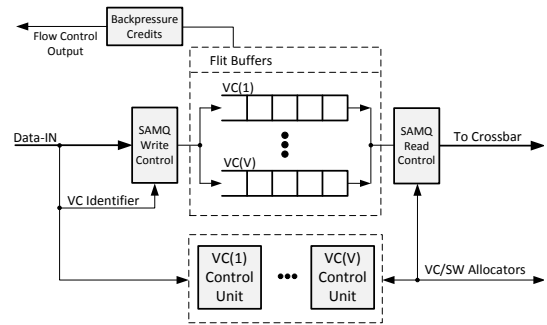 Backpressure
Credits
Flow Control
Output
Flit Buffers
VC(1)
Data-IN
SAMQ
Write
Control
SAMQ
Read
Control
To Crossbar
VC(V)
VC Identifier
VC(1)
Control
Unit
VC(V)
Control
Unit
VC/SW Allocators